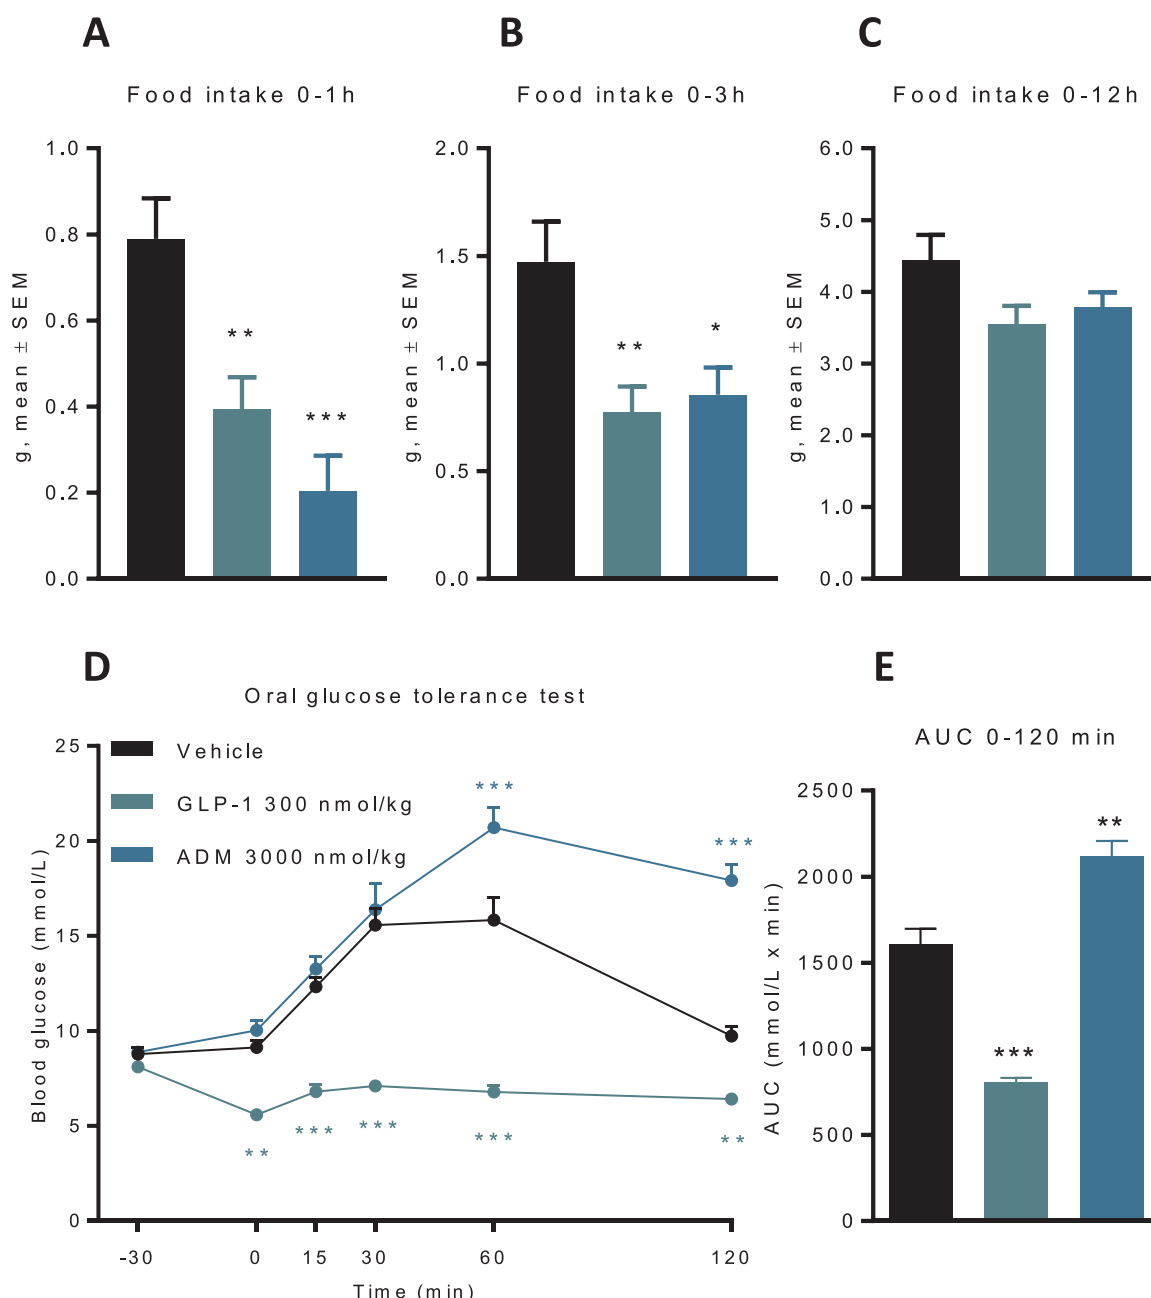 A
B
C
Food intake 0-1h
Food intake 0-3h
Food intake 0-12h
g, mean ± SEM
1.0
0.8
0.6
0.4
0.2
0.0
**
***
g, mean ± SEM
2.0
1.5
1.0
0.5
0.0
**
*
g, mean ± SEM
6.0
5.0
4.0
3.0
2.0
1.0
0.0
D
Oral glucose tolerance test
Blood glucose (mmol/L)
25
20
15
10
5
0
Vehicle
GLP-1 300 nmol/kg
ADM 3000 nmol/kg
***
***
**
***
***
***
**
-30
0
15
30
60
120
Time (min)
E
AUC 0-120 min
AUC (mmol/L x min)
2500
2000
1500
1000
500
0
***
**